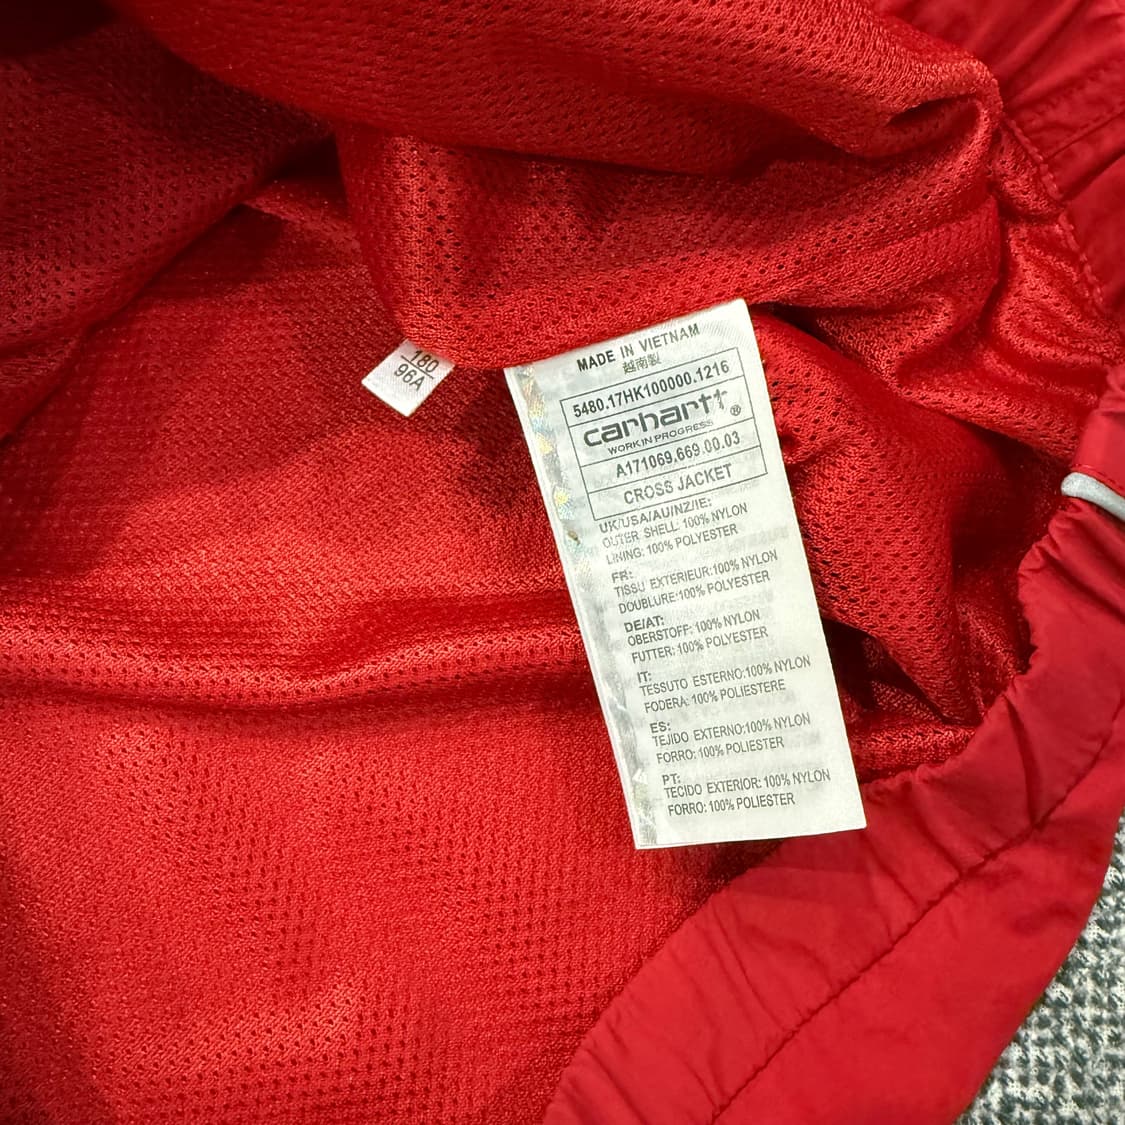 180
96A
MADE IN VIETNAM
越南製
5480.17HK100000.1216
carhartt ®
WORK IN PROGRESS
A171069.669.00.03
CROSS JACKET
UK/USA/AU/NZ/IE:
OUTER SHELL: 100% NYLON
LINING: 100% POLYESTER
FR:
TISSU EXTERIEUR:100% NYLON
DOUBLURE:100% POLYESTER
DE/AT:
OBERSTOFF: 100% NYLON
FUTTER: 100% POLYESTER
IT:
TESSUTO ESTERNO:100% NYLON
FODERA: 100% POLIESTERE
ES:
TEJIDO EXTERNO:100% NYLON
FORRO: 100% POLIESTER
PT:
TECIDO EXTERIOR: 100% NYLON
FORRO: 100% POLIESTER